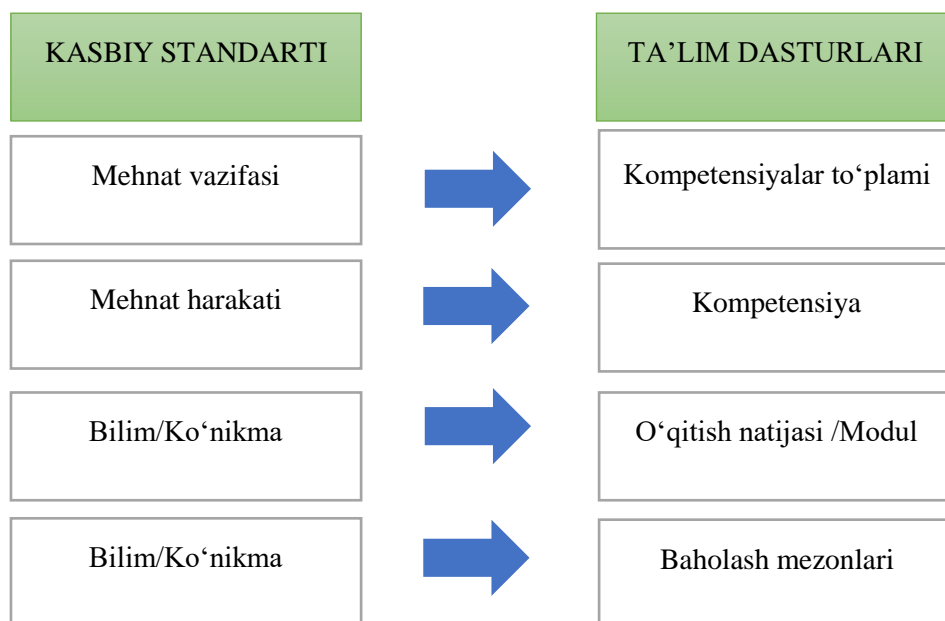 KASBIY STANDARTI
TA’LIM DASTURLARI
Mehnat vazifasi
Kompetensiyalar to‘plami
Mehnat harakati
Kompetensiya
Bilim/Ko‘nikma
O‘qitish natijasi /Modul
Bilim/Ko‘nikma
Baholash mezonlari